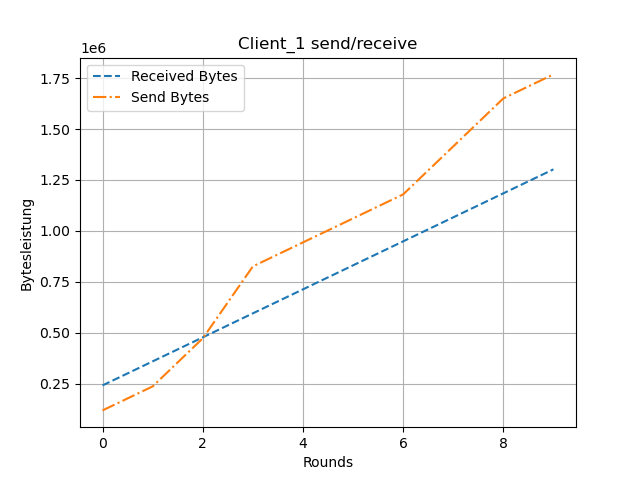 Client_1 send/receive
1e6
Received Bytes
Send Bytes
1.75
1.50
1.25
1.00
0.75
0.50
0.25
Bytesleistung
0 2 4 6 8
Rounds